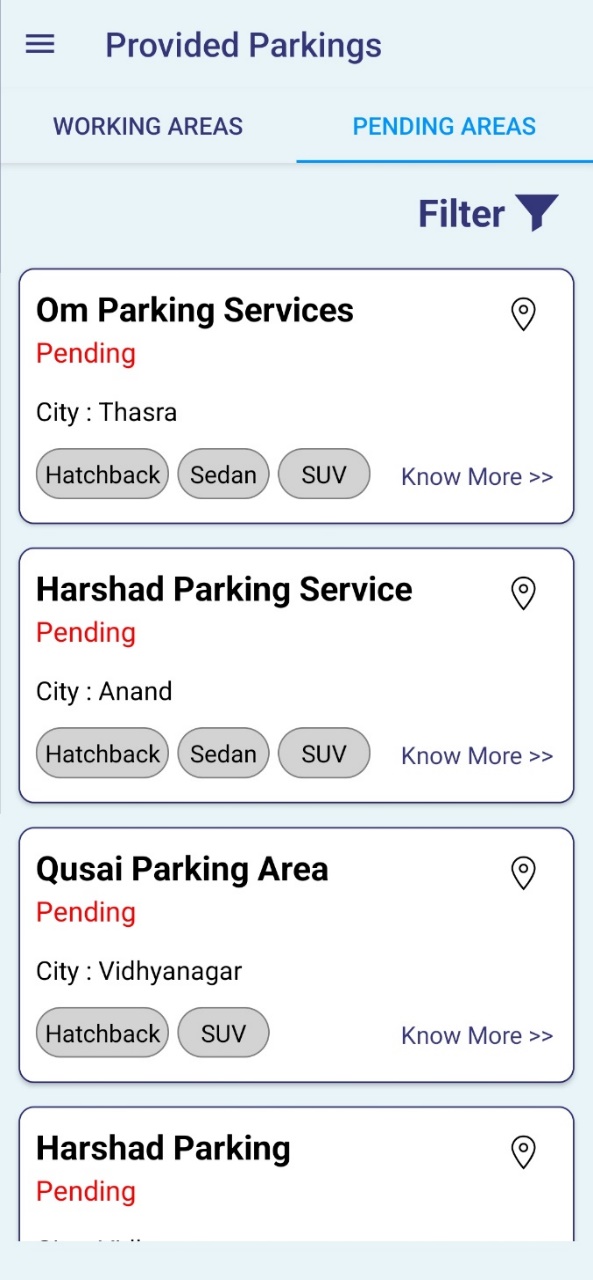 Provided Parkings
WORKING AREAS PENDING AREAS
Filter
Om Parking Services
Pending
City : Thasra
Hatchback Sedan SUV Know More >>
Harshad Parking Service
Pending
City : Anand
Hatchback Sedan SUV Know More >>
Qusai Parking Area
Pending
City : Vidhyanagar
Hatchback SUV Know More >>
Harshad Parking
Pending